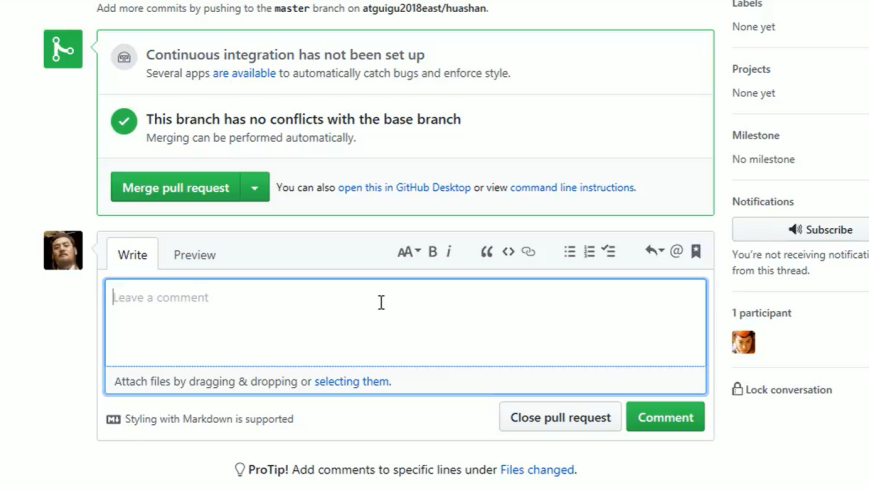 Add more commits by pushing to the master branch on atguigu2018east/huashan.
Continuous integration has not been set up
Several apps are available to automatically catch bugs and enforce style.
This branch has no conflicts with the base branch
Merging can be performed automatically.
Merge pull request
You can also open this in GitHub Desktop or view command line instructions.
Write
Preview
AA B i
Leave a comment
Attach files by dragging & dropping or selecting them.
Styling with Markdown is supported
Close pull request
Comment
ProTip! Add comments to specific lines under Files changed.
Labels
None yet
Projects
None yet
Milestone
No milestone
Notifications
Subscribe
You're not receiving notificati
from this thread.
1 participant
Lock conversation